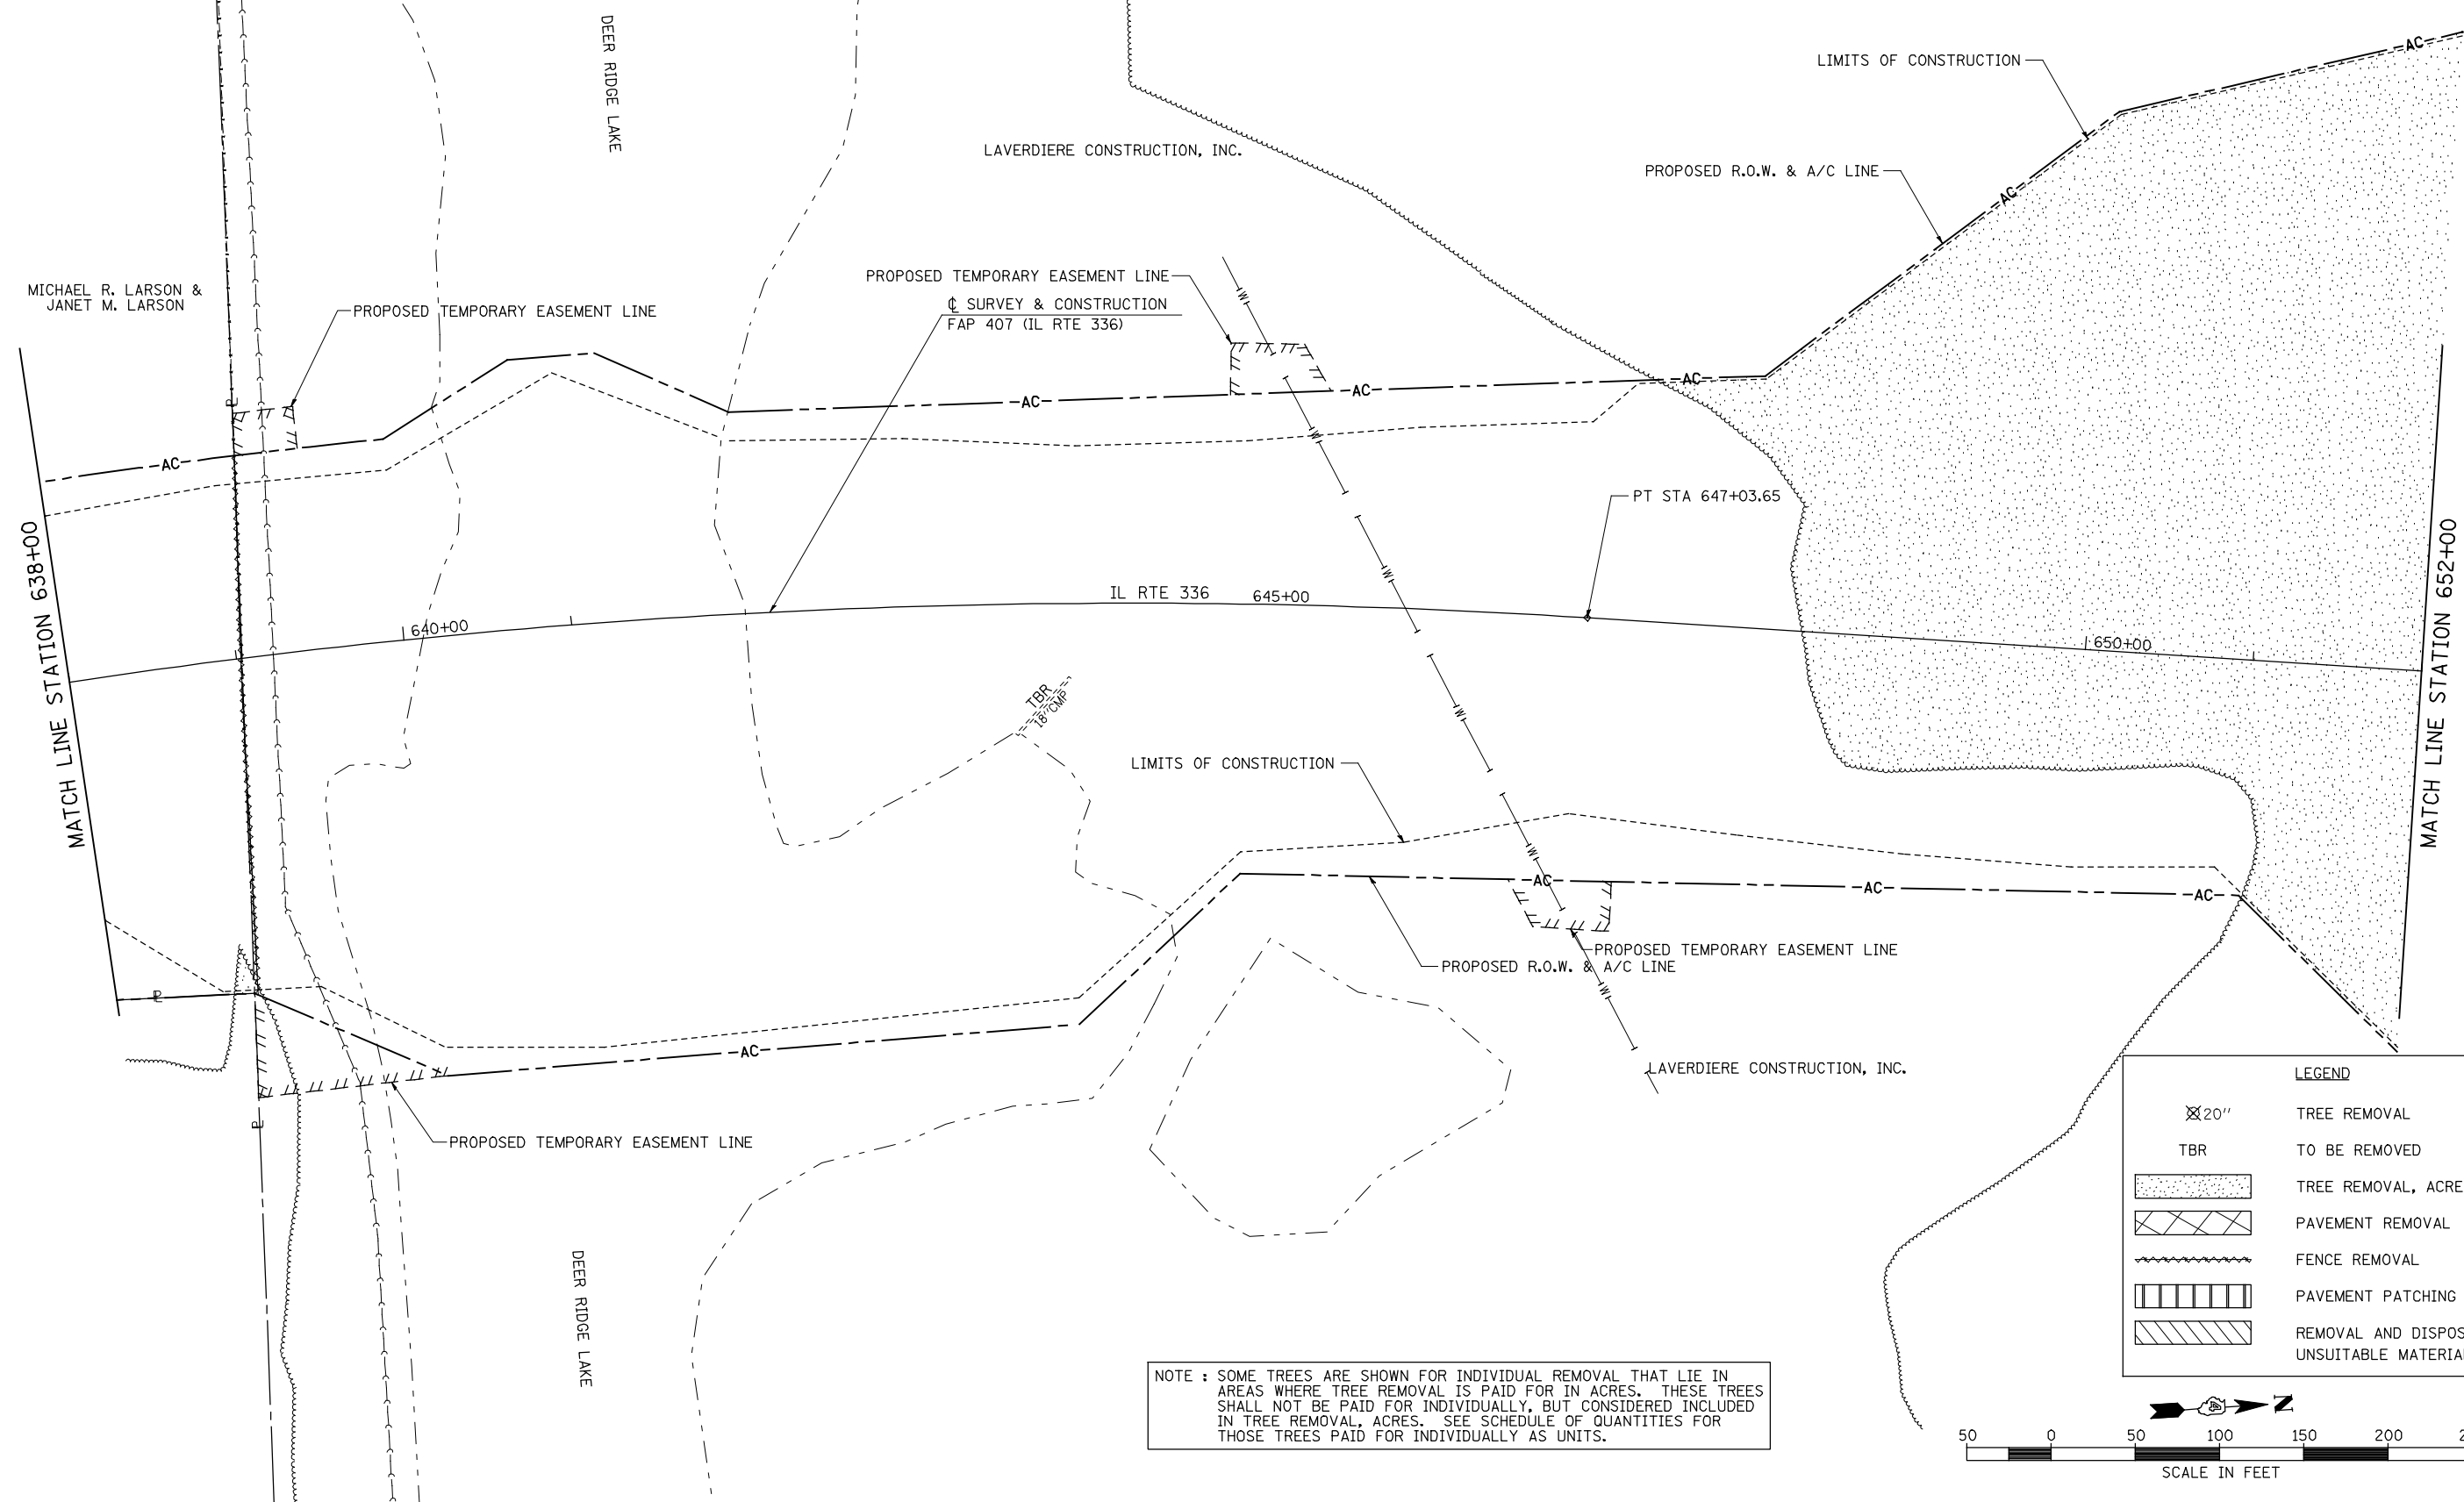 DEER RIDGE LAKE
LIMITS OF CONSTRUCTION
AC
LAVERDIERE CONSTRUCTION, INC.
PROPOSED R.O.W. & A/C LINE
AC
MICHAEL R. LARSON &
JANET M. LARSON
PROPOSED TEMPORARY EASEMENT LINE
PROPOSED TEMPORARY EASEMENT LINE
℄ SURVEY & CONSTRUCTION
FAP 407 (IL RTE 336)
W
AC
AC
AC
AC
W
PT STA 647+03.65
MATCH LINE STATION 638+00
W
IL RTE 336
645+00
640+00
650+00
MATCH LINE STATION 652+00
TBR
18"CMP
W
LIMITS OF CONSTRUCTION
W
AC
AC
AC
PROPOSED TEMPORARY EASEMENT LINE
PROPOSED R.O.W. & A/C LINE
W
PL
PL
AC
LAVERDIERE CONSTRUCTION, INC.
PL
PROPOSED TEMPORARY EASEMENT LINE
DEER RIDGE LAKE
LEGEND
20" TREE REMOVAL
TBR TO BE REMOVED
TREE REMOVAL, ACRE
PAVEMENT REMOVAL
FENCE REMOVAL
PAVEMENT PATCHING
REMOVAL AND DISPOS
UNSUITABLE MATERIA
NOTE : SOME TREES ARE SHOWN FOR INDIVIDUAL REMOVAL THAT LIE IN
AREAS WHERE TREE REMOVAL IS PAID FOR IN ACRES. THESE TREES
SHALL NOT BE PAID FOR INDIVIDUALLY, BUT CONSIDERED INCLUDED
IN TREE REMOVAL, ACRES. SEE SCHEDULE OF QUANTITIES FOR
THOSE TREES PAID FOR INDIVIDUALLY AS UNITS.
N
50 0 50 100 150 200
SCALE IN FEET